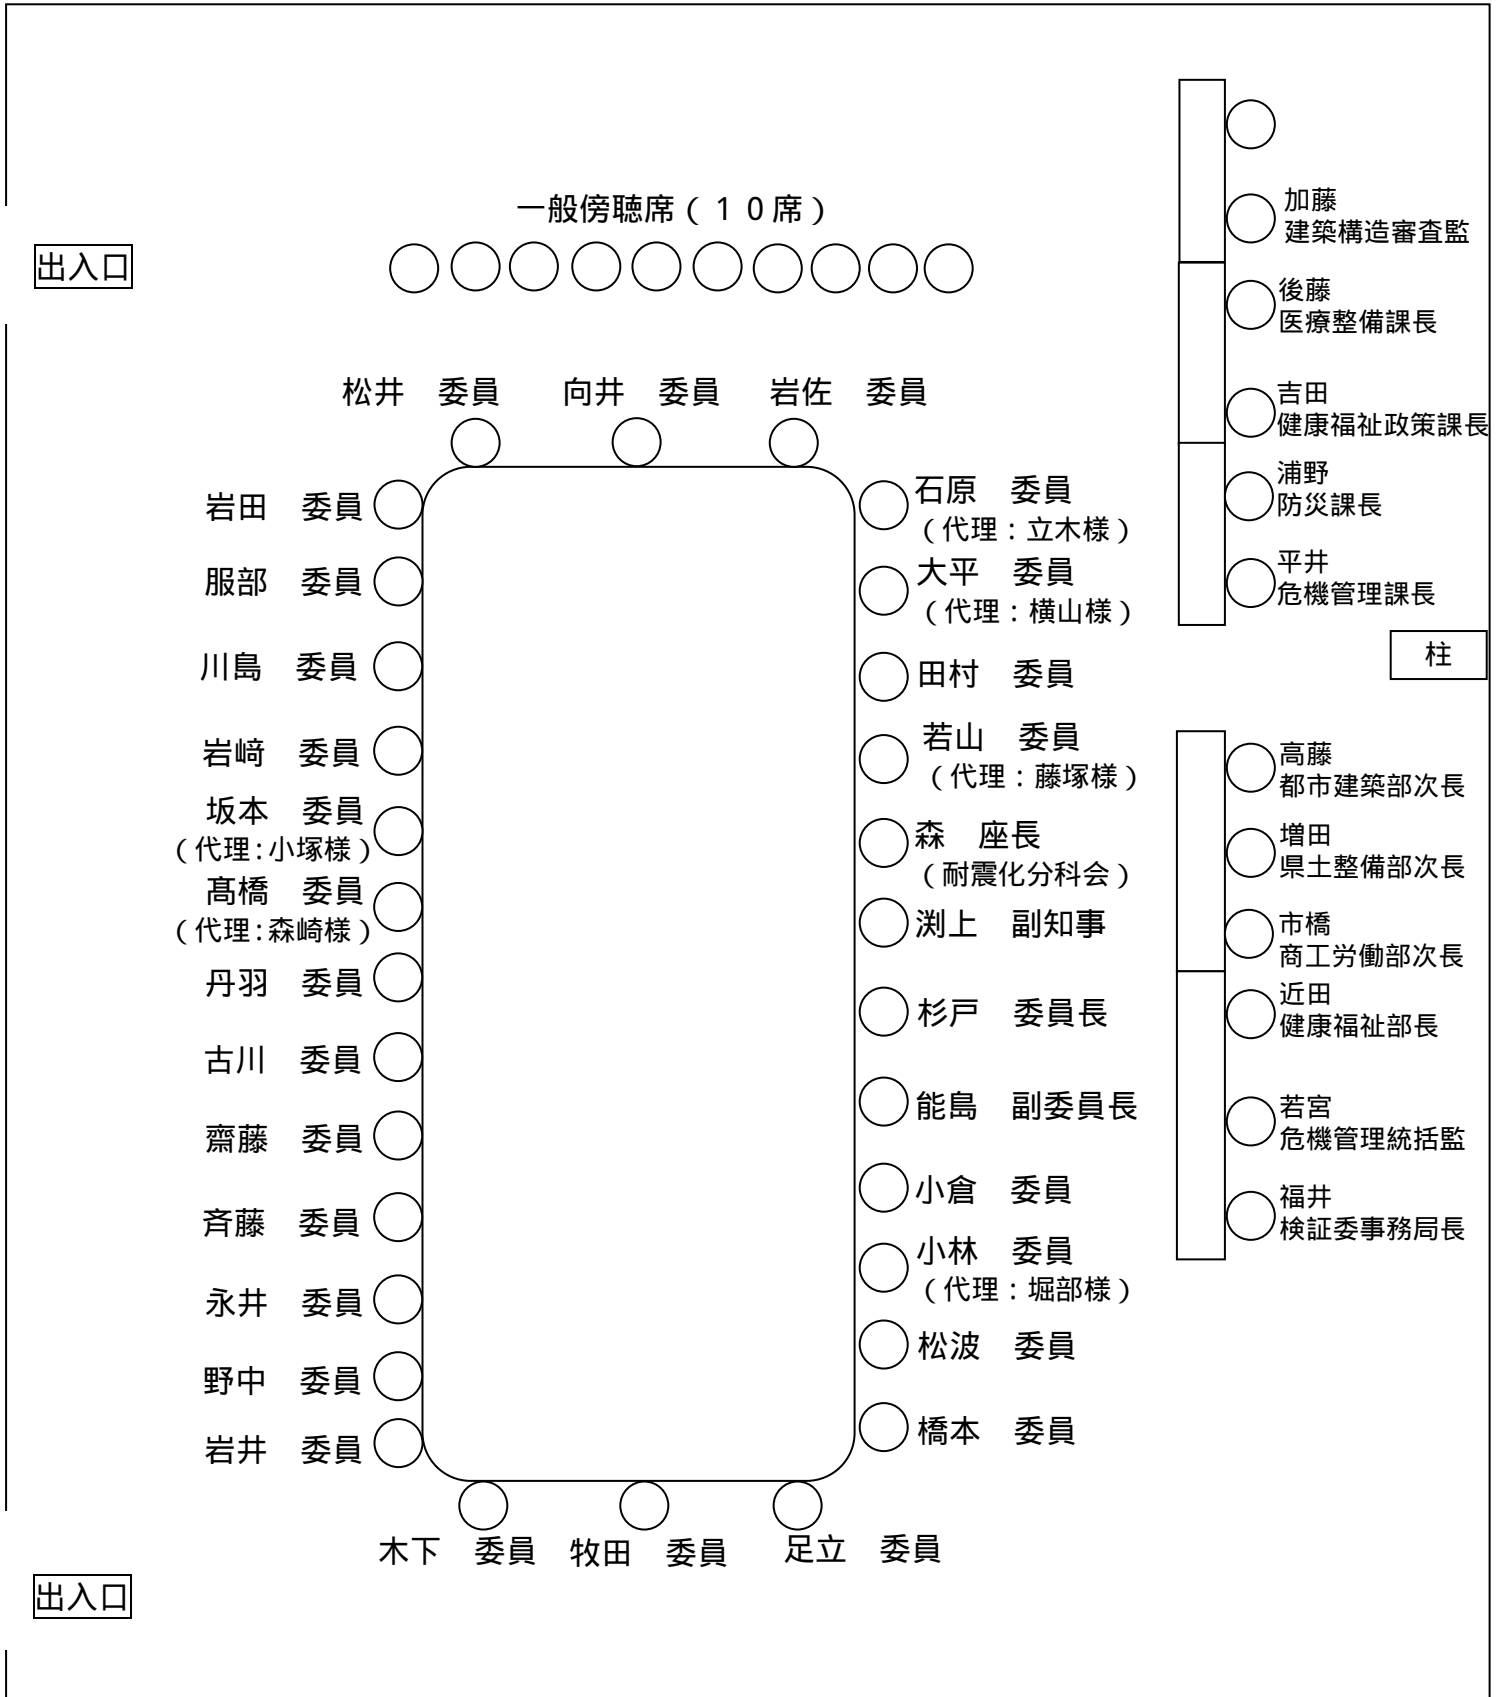 一般傍聴席（１０席）
出入口
松井　委員
向井　委員
岩佐　委員
岩田　委員
服部　委員
川島　委員
岩﨑　委員
坂本　委員
（代理：小塚様）
髙橋　委員
（代理：森崎様）
丹羽　委員
古川　委員
齋藤　委員
斉藤　委員
永井　委員
野中　委員
岩井　委員
石原　委員
（代理：立木様）
大平　委員
（代理：横山様）
田村　委員
若山　委員
（代理：藤塚様）
森　座長
（耐震化分科会）
渕上　副知事
杉戸　委員長
能島　副委員長
小倉　委員
小林　委員
（代理：堀部様）
松波　委員
橋本　委員
木下　委員
牧田　委員
足立　委員
出入口
加藤
建築構造審査監
後藤
医療整備課長
吉田
健康福祉政策課長
浦野
防災課長
平井
危機管理課長
柱
高藤
都市建築部次長
増田
県土整備部次長
市橋
商工労働部次長
近田
健康福祉部長
若宮
危機管理統括監
福井
検証委事務局長